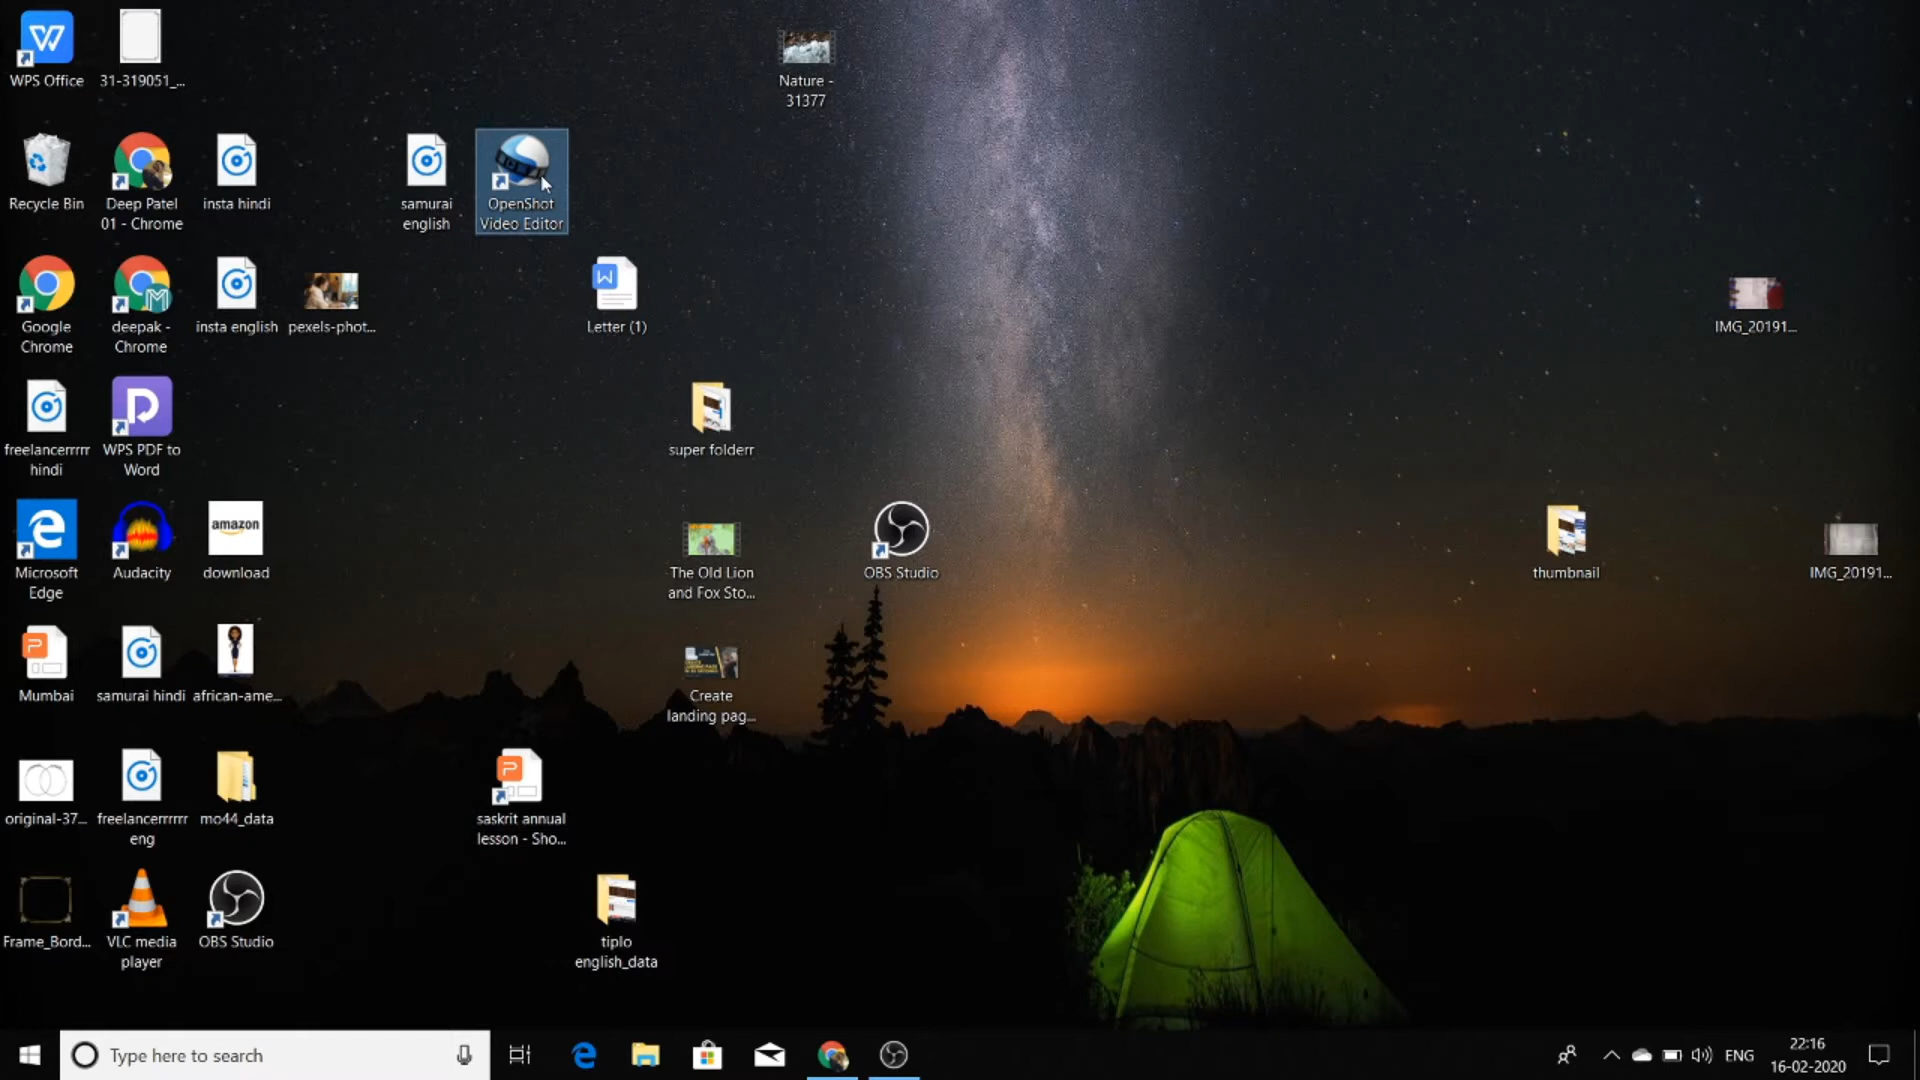 WPS Office
31-319051_...
Nature -
31377
Recycle Bin
Deep Patel
01 - Chrome
insta hindi
samurai
english
OpenShot
Video Editor
Google
Chrome
deepak -
Chrome
insta english
pexels-phot...
Letter (1)
IMG_20191...
freelancerrrrr
hindi
WPS PDF to
Word
super folderr
Microsoft
Edge
Audacity
amazon
download
The Old Lion
and Fox Sto...
OBS Studio
thumbnail
IMG_20191...
Mumbai
samurai hindi
african-ame...
Create
landing pag...
original-37...
freelancerrrrrr
eng
mo44_data
saskrit annual
lesson - Sho...
Frame_Bord...
VLC media
player
OBS Studio
tiplo
english_data
Type here to search
ENG
22:16
16-02-2020